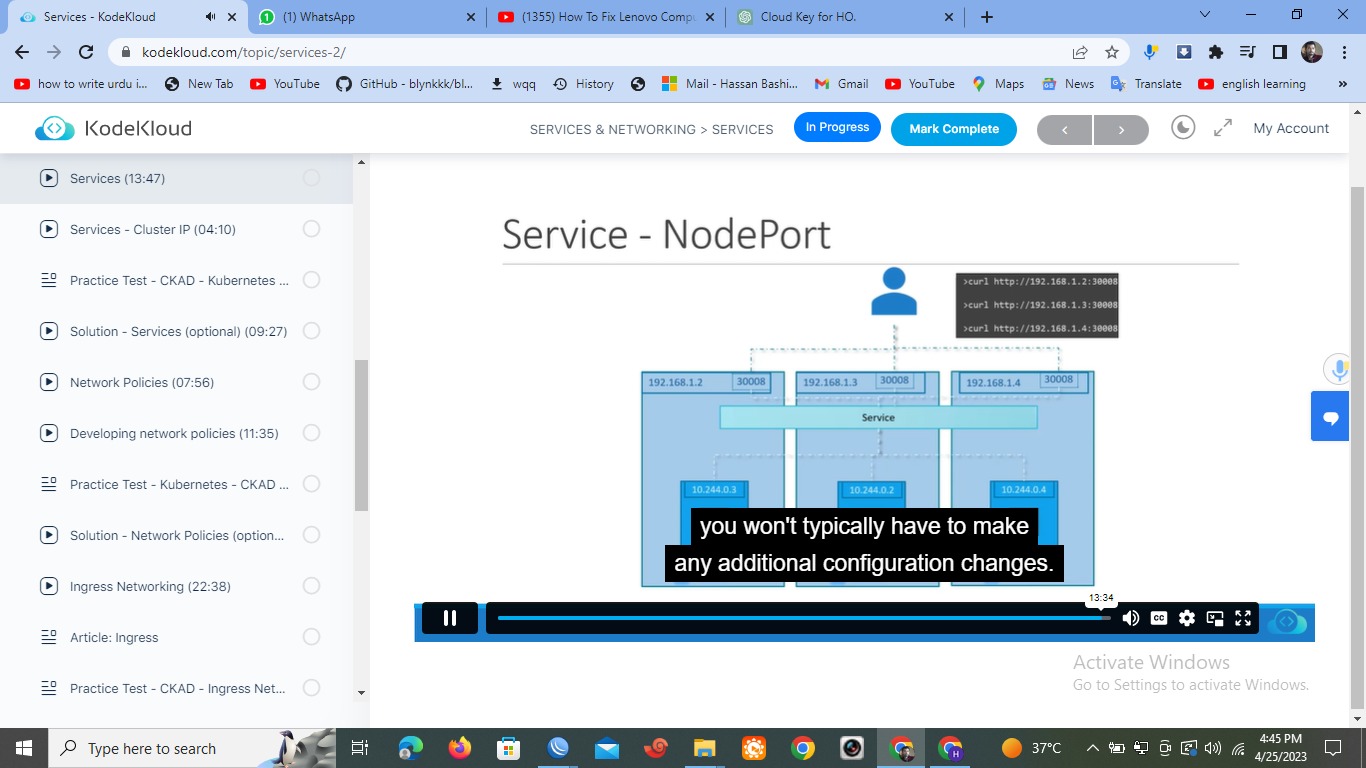 Services - KodeKloud
(1) WhatsApp
(1355) How To Fix Lenovo Compu
Cloud Key for HO.
kodekloud.com/topic/services-2/
how to write urdu i...
New Tab
YouTube
GitHub - blynkkk/bl...
wqq
History
Mail - Hassan Bashi...
Gmail
YouTube
Maps
News
Translate
english learning
»
KodeKloud
SERVICES & NETWORKING > SERVICES
In Progress
Mark Complete
My Account
Services (13:47)
Services - Cluster IP (04:10)
Practice Test - CKAD - Kubernetes ...
Solution - Services (optional) (09:27)
Network Policies (07:56)
Developing network policies (11:35)
Practice Test - Kubernetes - CKAD ...
Solution - Network Policies (option...
Ingress Networking (22:38)
Article: Ingress
Practice Test - CKAD - Ingress Net...
Service - NodePort
>curl http://192.168.1.2:30008
>curl http://192.168.1.3:30008
>curl http://192.168.1.4:30008
192.168.1.2 30008
192.168.1.3 30008
192.168.1.4 30008
Service
10.244.0.3
10.244.0.2
10.244.0.4
you won't typically have to make
any additional configuration changes.
13:34
CC
Activate Windows
Go to Settings to activate Windows.
Type here to search
H
37°C
4:45 PM
4/25/2023